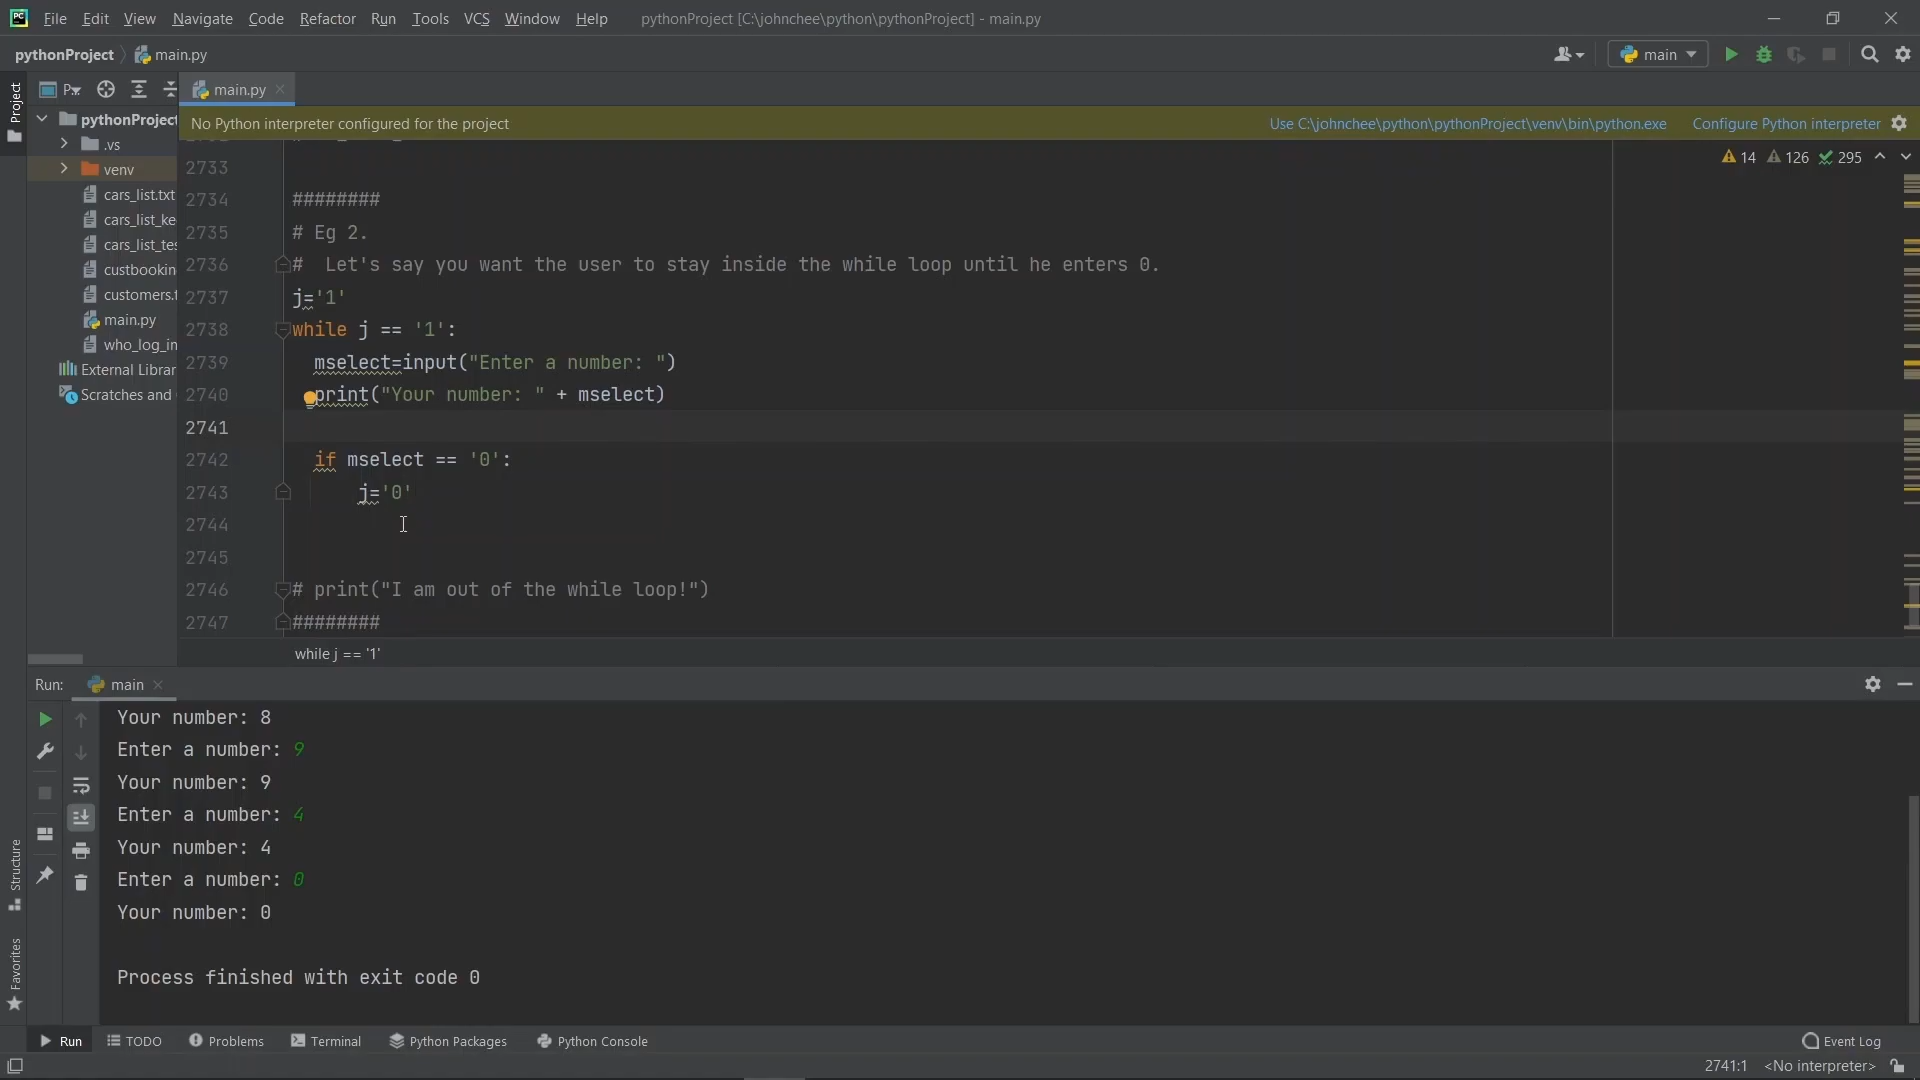 File Edit View Navigate Code Refactor Run Tools VCS Window Help pythonProject [C:\johnchee\python\pythonProject] - main.py
pythonProject main.py main
Project
P main.py
No Python interpreter configured for the project Use C:\johnchee\python\pythonProject\venv\bin\python.exe Configure Python interpreter
14 126 295
pythonProject
.vs
venv
cars_list.txt
cars_list_ke
cars_list_tes
custbookin
customers.t
main.py
who_log_in
External Librar
Scratches and
2733
2734 ########
2735 # Eg 2.
2736 #  Let's say you want the user to stay inside the while loop until he enters 0.
2737 j='1'
2738 while j == '1':
2739   mselect=input("Enter a number: ")
2740   print("Your number: " + mselect)
2741
2742   if mselect == '0':
2743       j='0'
2744
2745
2746 # print("I am out of the while loop!")
2747 ########
while j == '1'
Run: main
Your number: 8
Enter a number: 9
Your number: 9
Enter a number: 4
Your number: 4
Enter a number: 0
Your number: 0
Process finished with exit code 0
Structure
Favorites
Run TODO Problems Terminal Python Packages Python Console Event Log
2741:1 <No interpreter>